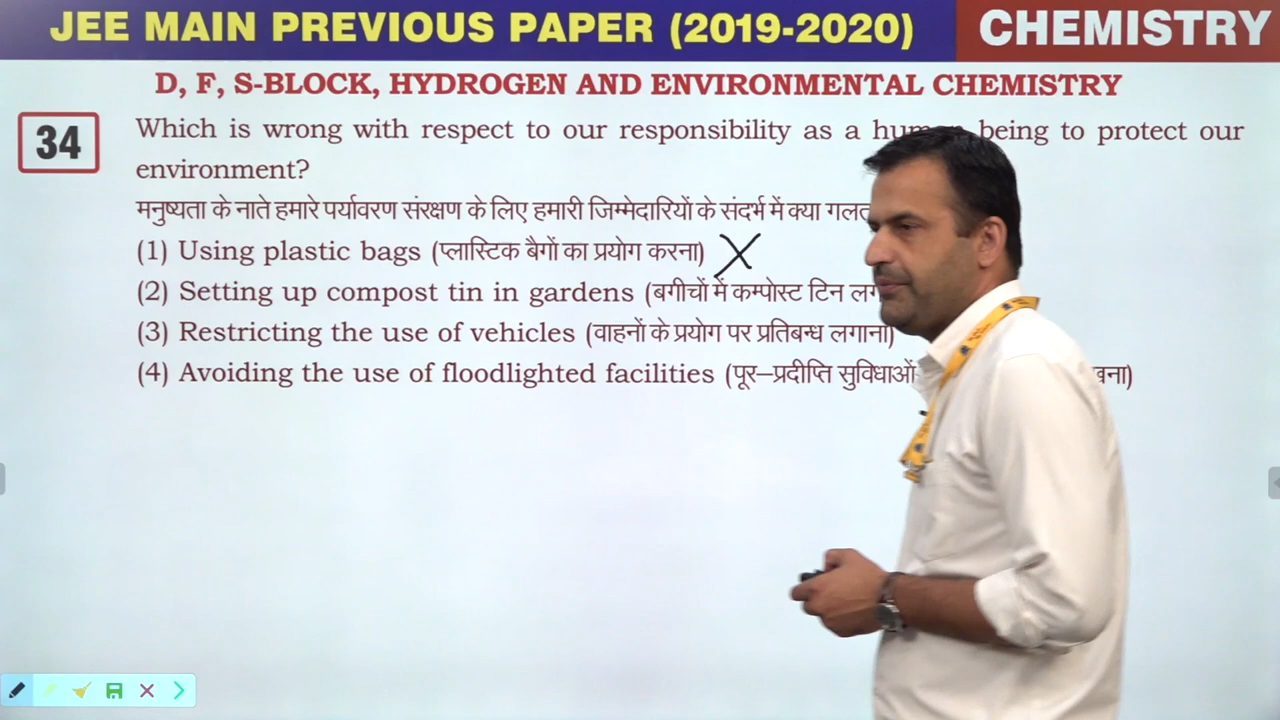 JEE MAIN PREVIOUS PAPER (2019-2020)
CHEMISTRY
D, F, S-BLOCK, HYDROGEN AND ENVIRONMENTAL CHEMISTRY
34
Which is wrong with respect to our responsibility as a being to protect our
environment?
मनुष्यता के नाते हमारे पर्यावरण संरक्षण के लिए हमारी जिम्मेदारियों के संदर्भ में क्या
(1) Using plastic bags (प्लास्टिक बैगों का प्रयोग करना) X
(2) Setting up compost tin in gardens (बगीचों में कम्पोस्ट टिन
(3) Restricting the use of vehicles (वाहनों के प्रयोग पर प्रतिबन्ध लगाना)
(4) Avoiding the use of floodlighted facilities (पूर–प्रदीप्ति सुविधाओं